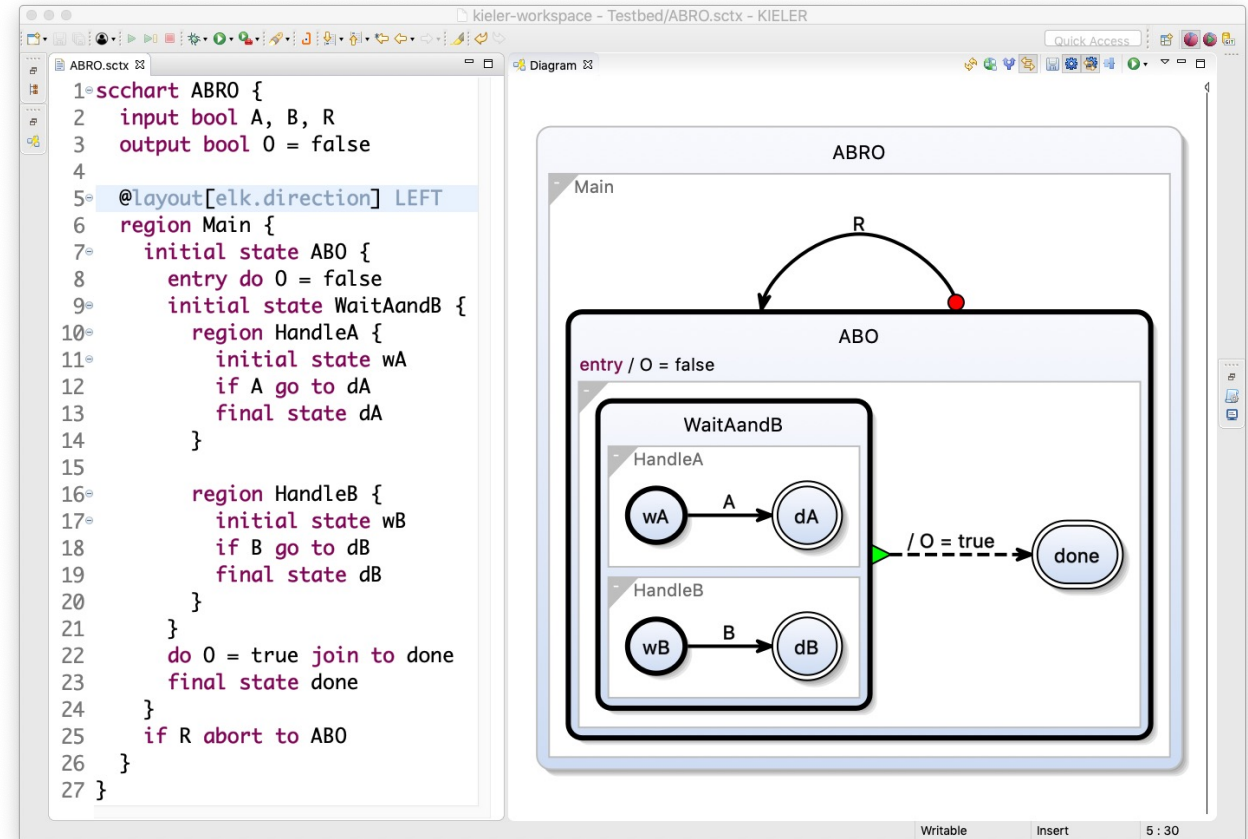 kieler-workspace - Testbed/ABRO.sctx - KIELER
Quick Access
ABRO.sctx
1 scchart ABRO {
2 input bool A, B, R
3 output bool O = false
4
5 @layout[elk.direction] LEFT
6 region Main {
7 initial state ABO {
8 entry do O = false
9 initial state WaitAandB {
10 region HandleA {
11 initial state wA
12 if A go to dA
13 final state dA
14 }
15
16 region HandleB {
17 initial state wB
18 if B go to dB
19 final state dB
20 }
21 }
22 do O = true join to done
23 final state done
24 }
25 if R abort to ABO
26 }
27 }
Diagram
ABRO
Main
R
ABO
entry / O = false
WaitAandB
HandleA
wA
A
dA
/ O = true
done
HandleB
wB
B
dB
Writable
Insert
5 : 30